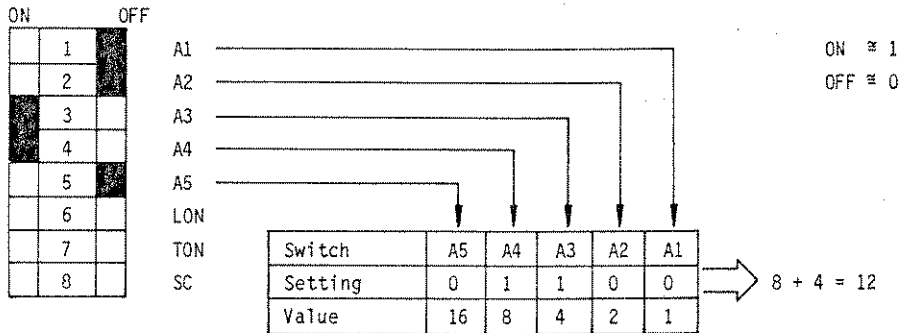 ON OFF
1 A1 ON ≅ 1
2 A2 OFF ≅ 0
3 A3
4 A4
5 A5
6 LON
7 TON
8 SC
Switch A5 A4 A3 A2 A1
Setting 0 1 1 0 0 8 + 4 = 12
Value 16 8 4 2 1